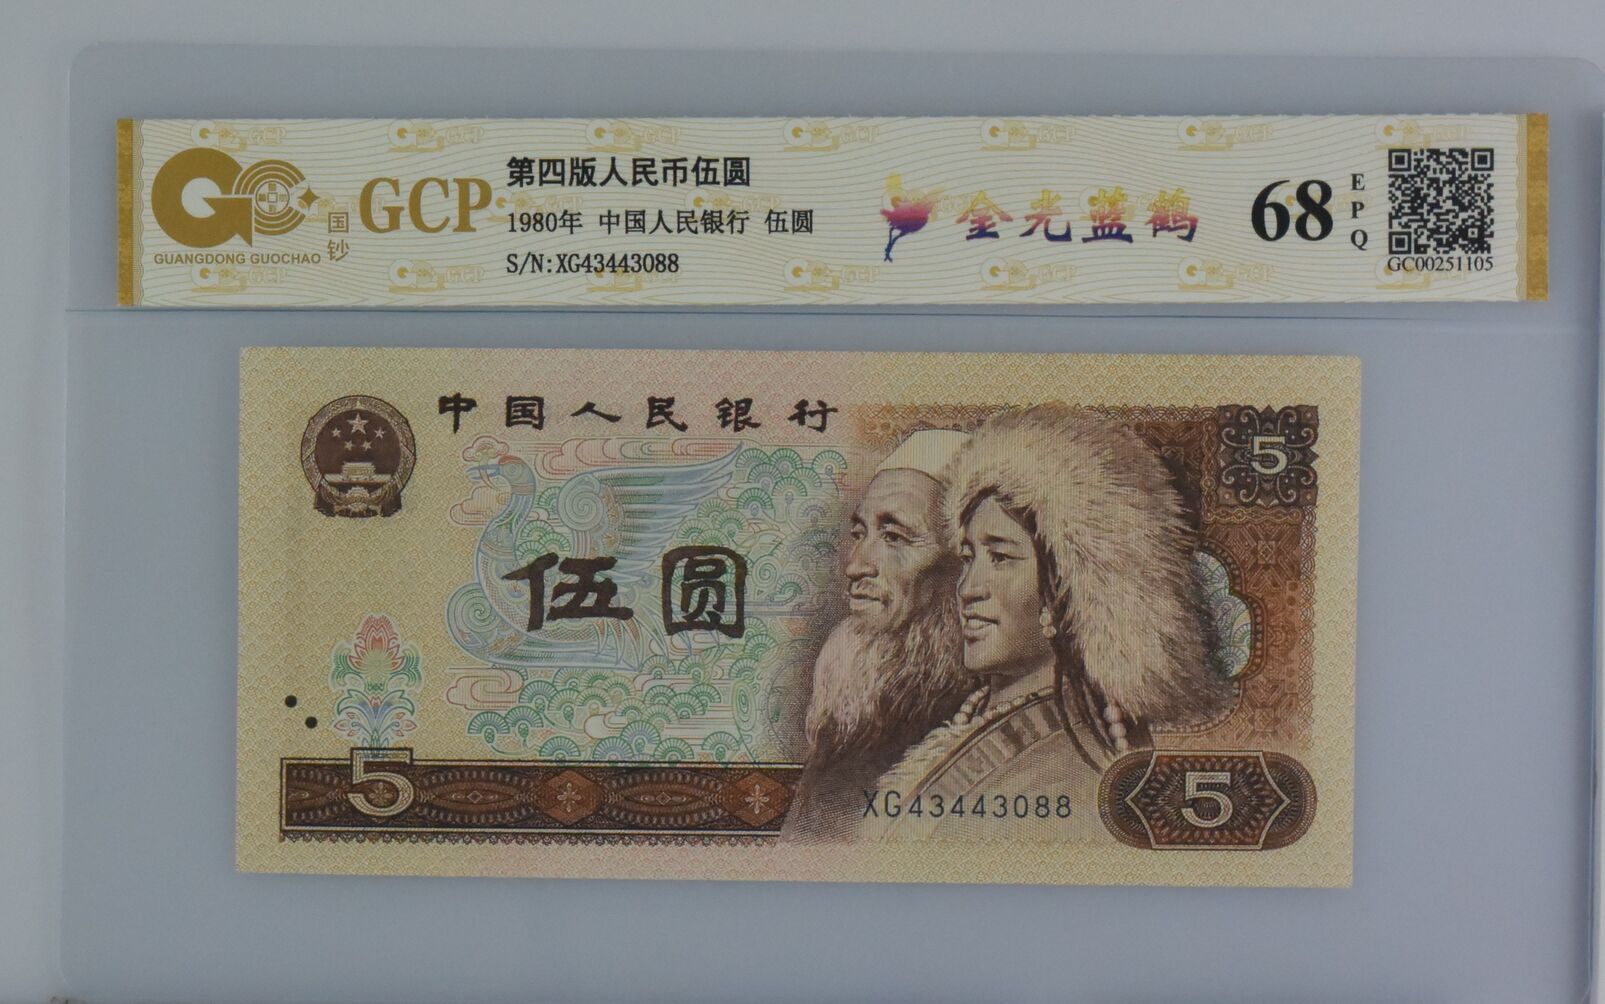 国钞
GUANGDONG GUOCHAO
GCP
第四版人民币伍圆
1980年 中国人民银行 伍圆
S/N:XG43443088
全光蓝鹤
68
EPQ
GC00251105
中国人民银行
5
伍圆
5
XG43443088
5